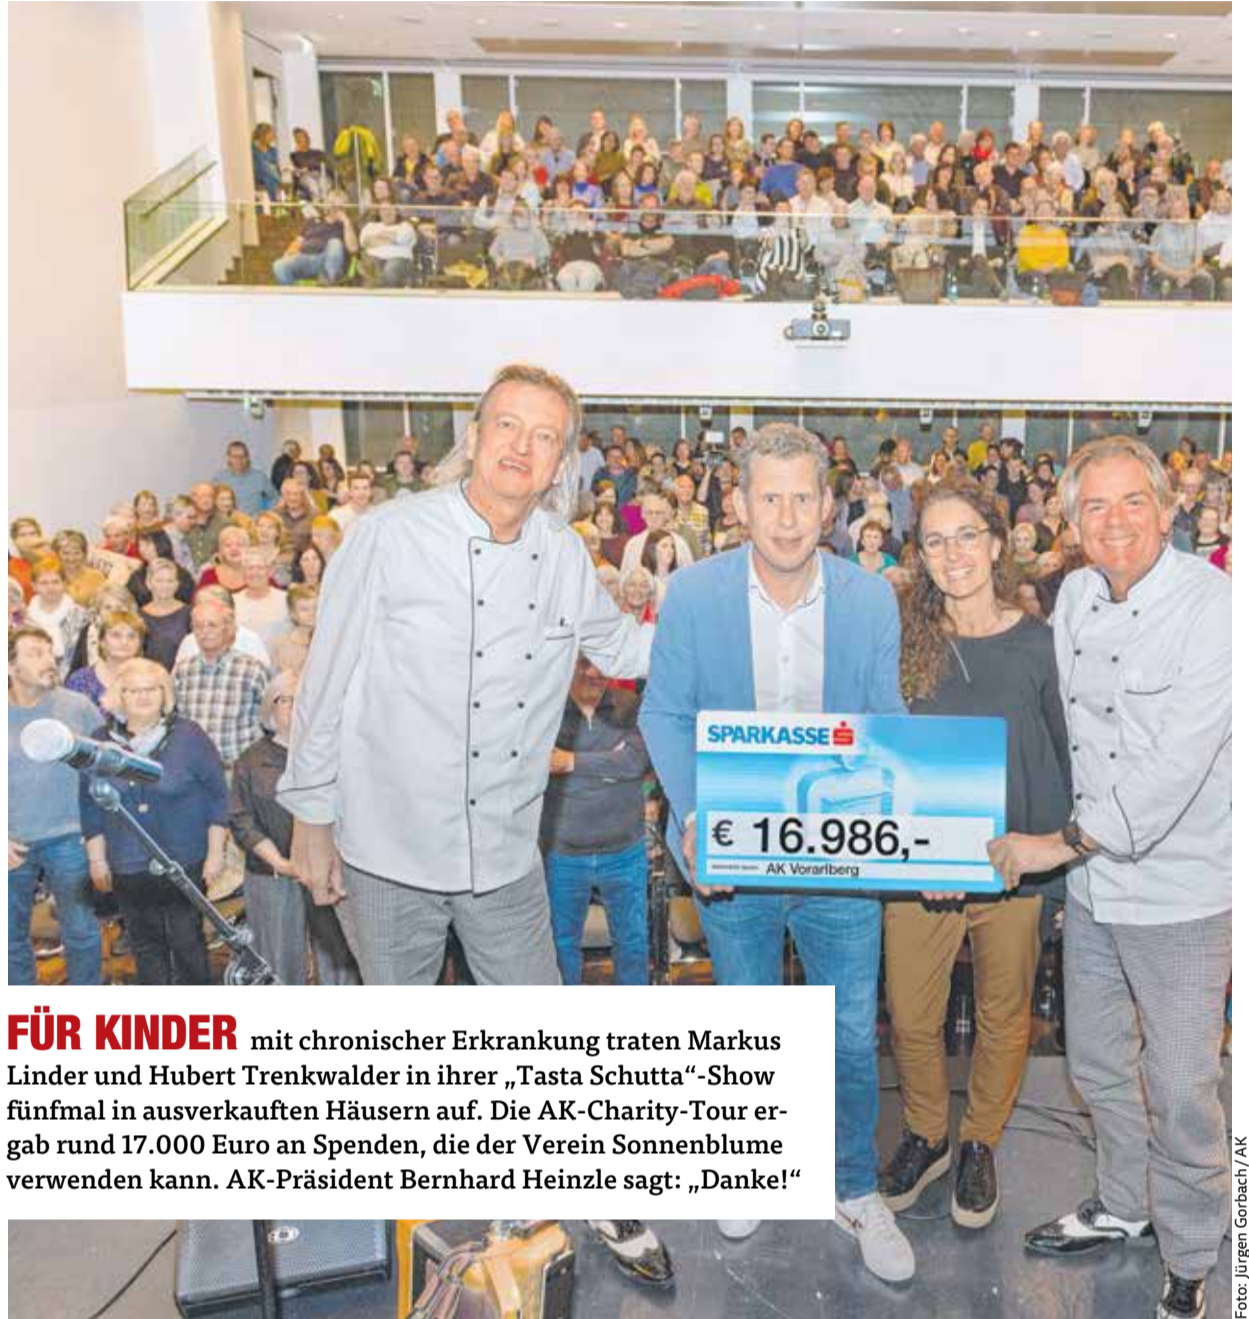 SPARKASSE
€ 16.986,-
AK Vorarlberg
FÜR KINDER mit chronischer Erkrankung traten Markus
Linder und Hubert Trenkwalder in ihrer „Tasta Schutta“-Show
fünfmal in ausverkauften Häusern auf. Die AK-Charity-Tour er-
gab rund 17.000 Euro an Spenden, die der Verein Sonnenblume
verwenden kann. AK-Präsident Bernhard Heinzle sagt: „Danke!“
Foto: Jürgen Gorbach/AK